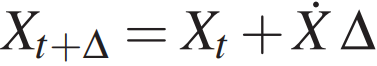 X_{t+Δ} = X_t + Ẋ Δ